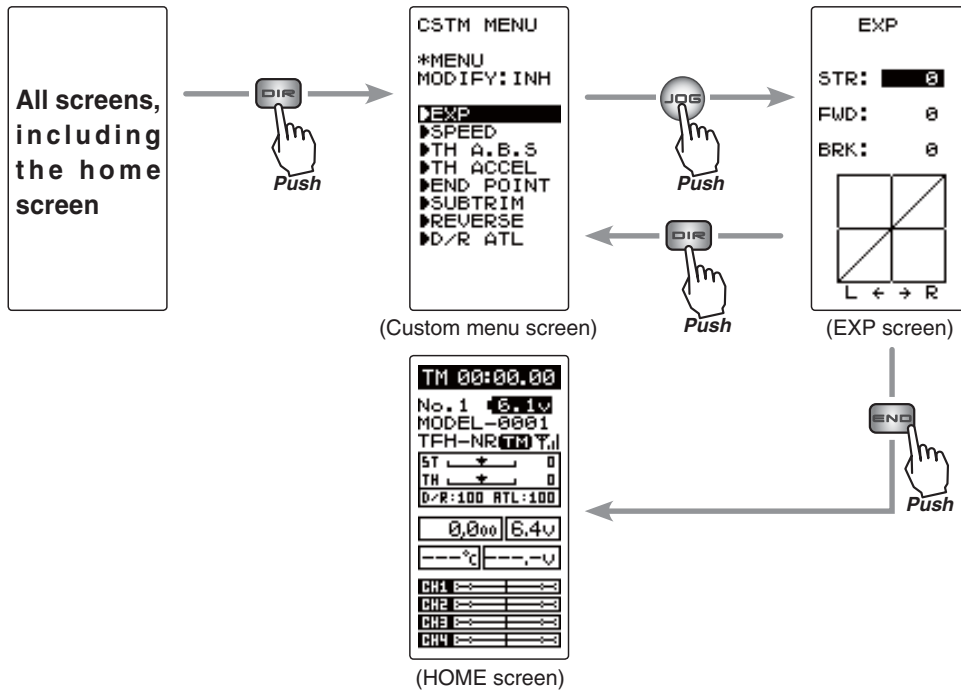 All screens,
including
the home
screen
DIR
Push
CSTM MENU
*MENU
MODIFY:INH
▶EXP
▶SPEED
▶TH A.B.S
▶TH ACCEL
▶END POINT
▶SUBTRIM
▶REVERSE
▶D/R ATL
(Custom menu screen)
JOG
Push
DIR
Push
EXP
STR: 0
FWD: 0
BRK: 0
L ← → R
(EXP screen)
END
Push
TM 00:00.00
No.1 6.1v
MODEL-0001
TFH-NR TM
ST 0
TH 0
D/R:100 ATL:100
0,000 6.4v
---°c ---.-v
CH1
CH2
CH3
CH4
(HOME screen)